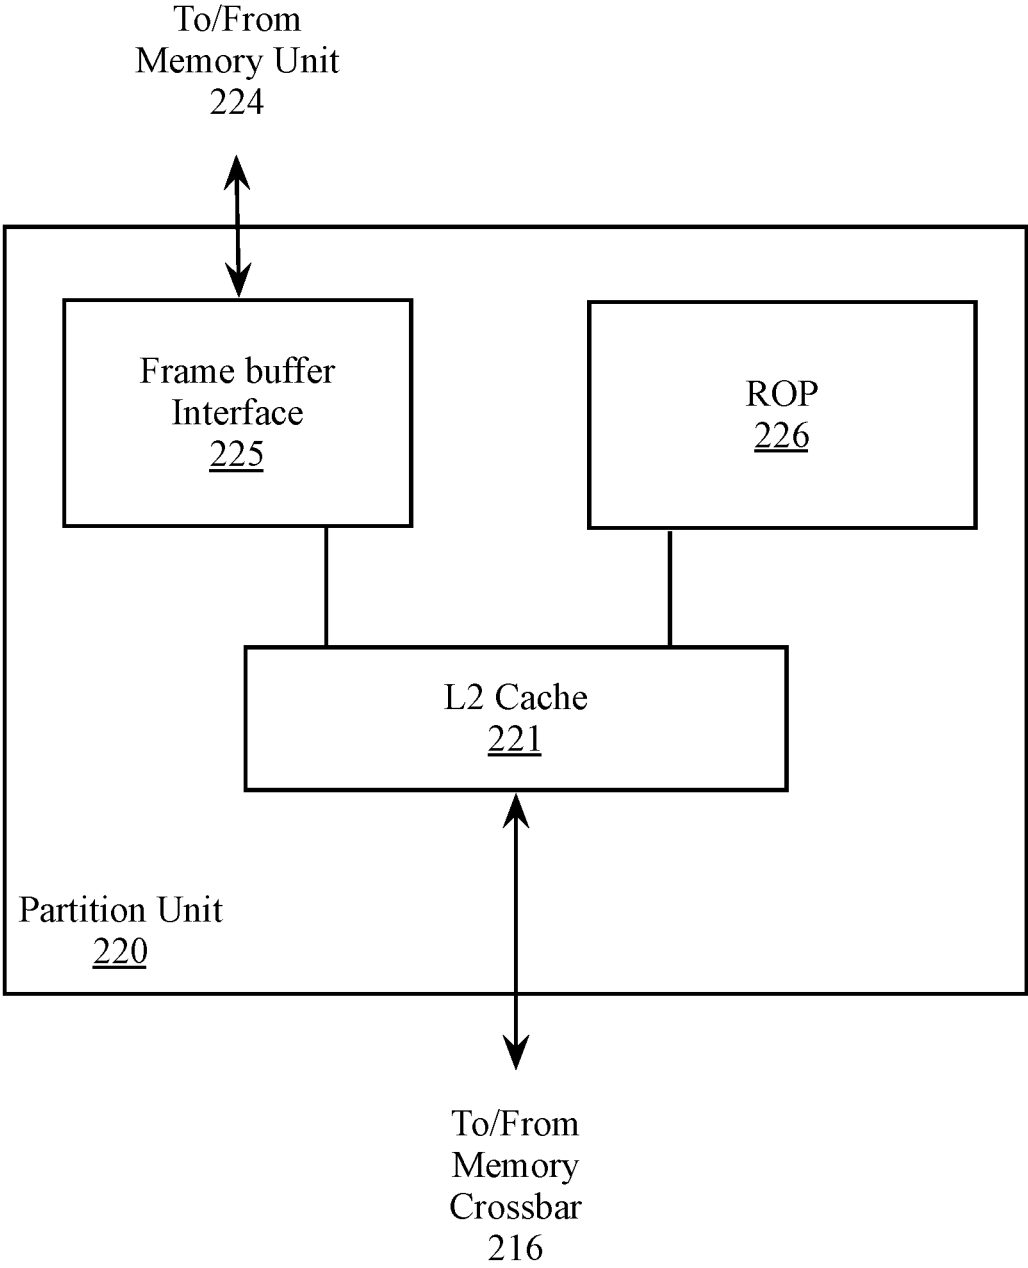 To/From
Memory Unit
224
Frame buffer
Interface
225
ROP
226
L2 Cache
221
Partition Unit
220
To/From
Memory
Crossbar
216